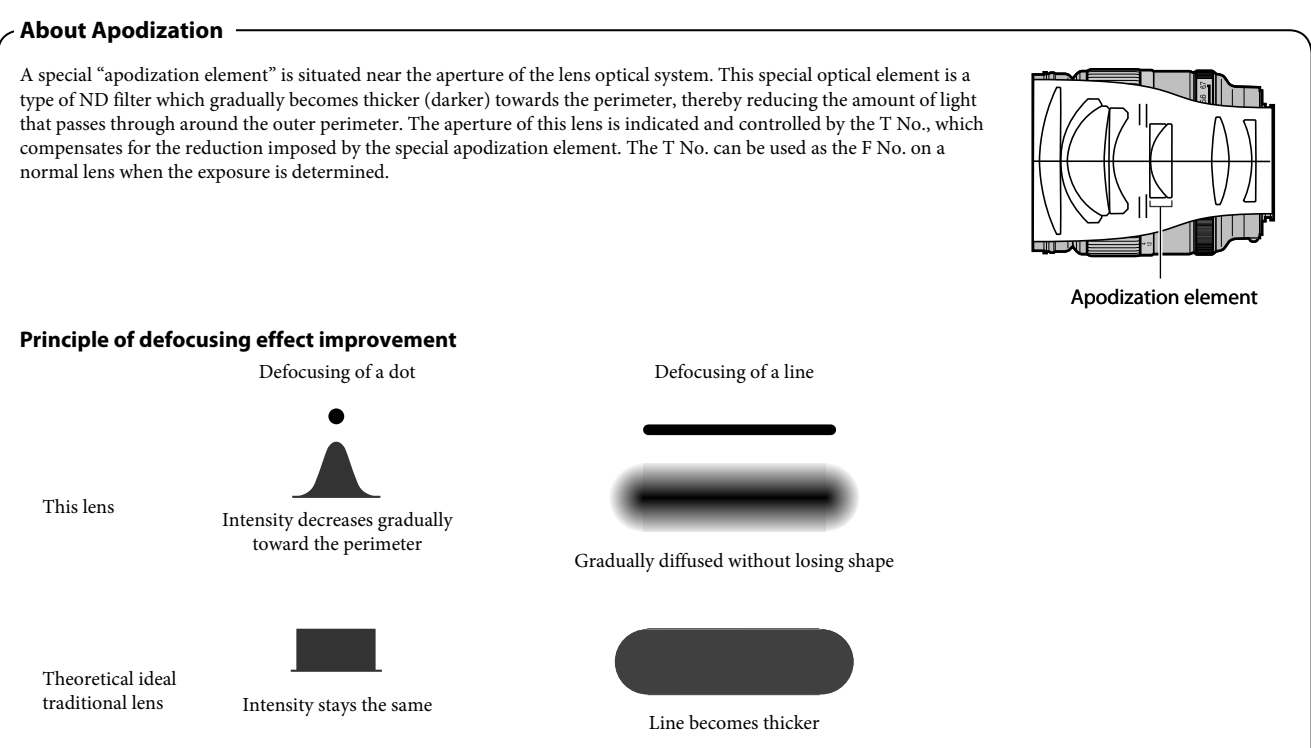 About Apodization
A special “apodization element” is situated near the aperture of the lens optical system. This special optical element is a
type of ND filter which gradually becomes thicker (darker) towards the perimeter, thereby reducing the amount of light
that passes through around the outer perimeter. The aperture of this lens is indicated and controlled by the T No., which
compensates for the reduction imposed by the special apodization element. The T No. can be used as the F No. on a
normal lens when the exposure is determined.
Apodization element
Principle of defocusing effect improvement
Defocusing of a dot
Defocusing of a line
This lens
Intensity decreases gradually
toward the perimeter
Gradually diffused without losing shape
Theoretical ideal
traditional lens
Intensity stays the same
Line becomes thicker